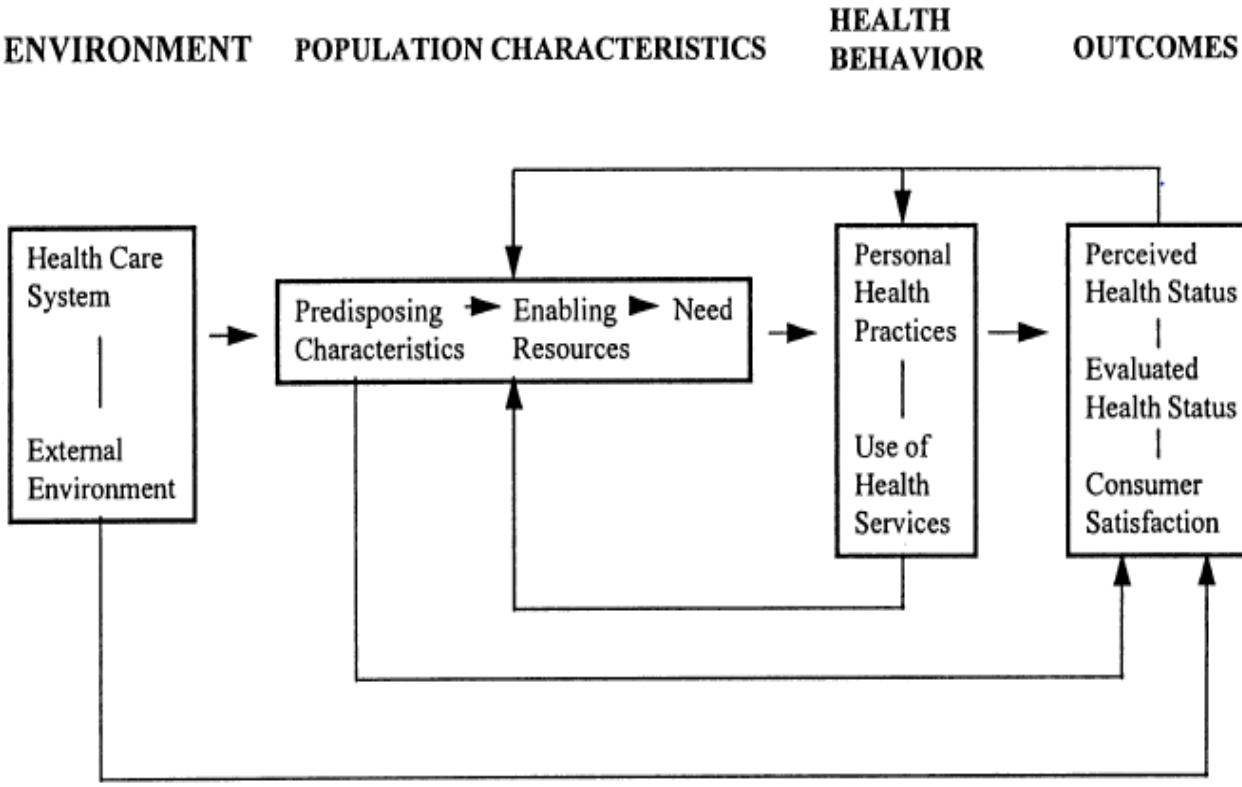 ENVIRONMENT
POPULATION CHARACTERISTICS
HEALTH
BEHAVIOR
OUTCOMES
Health Care
System
External
Environment
Predisposing
Characteristics
Enabling
Resources
Need
Personal
Health
Practices
Use of
Health
Services
Perceived
Health Status
Evaluated
Health Status
Consumer
Satisfaction